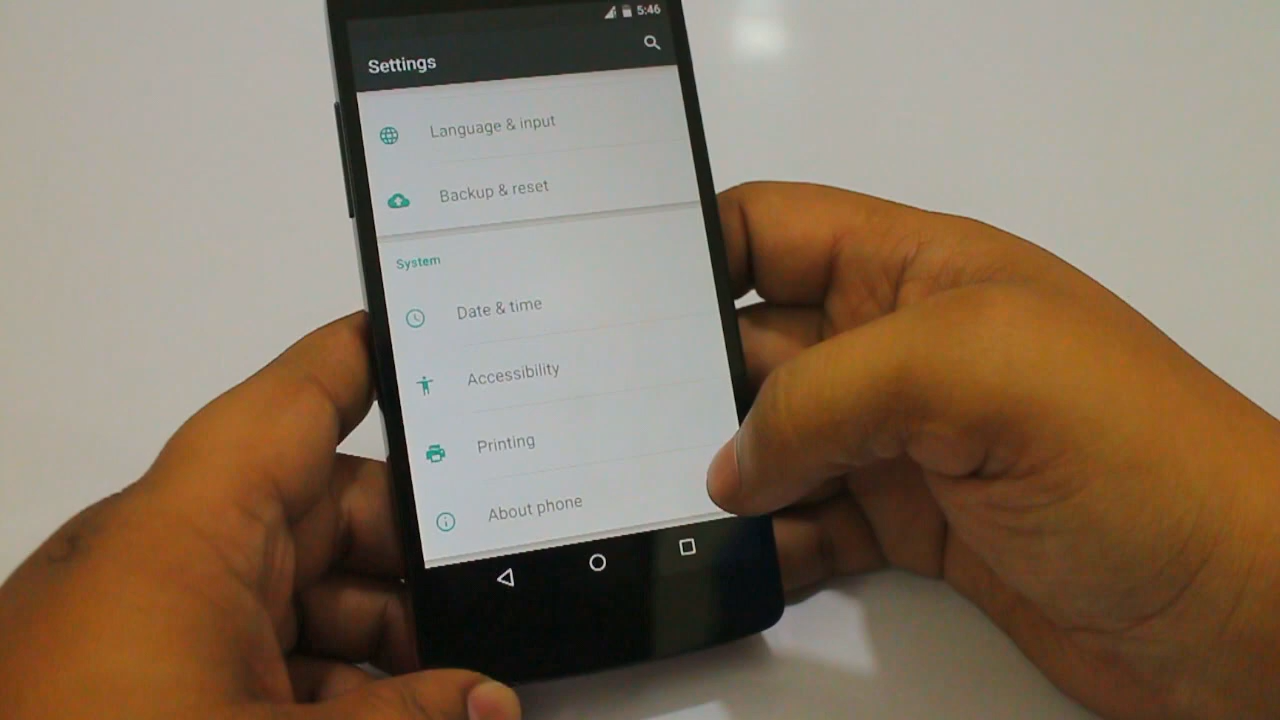 5:46
Settings
Language & input
Backup & reset
System
Date & time
Accessibility
Printing
About phone